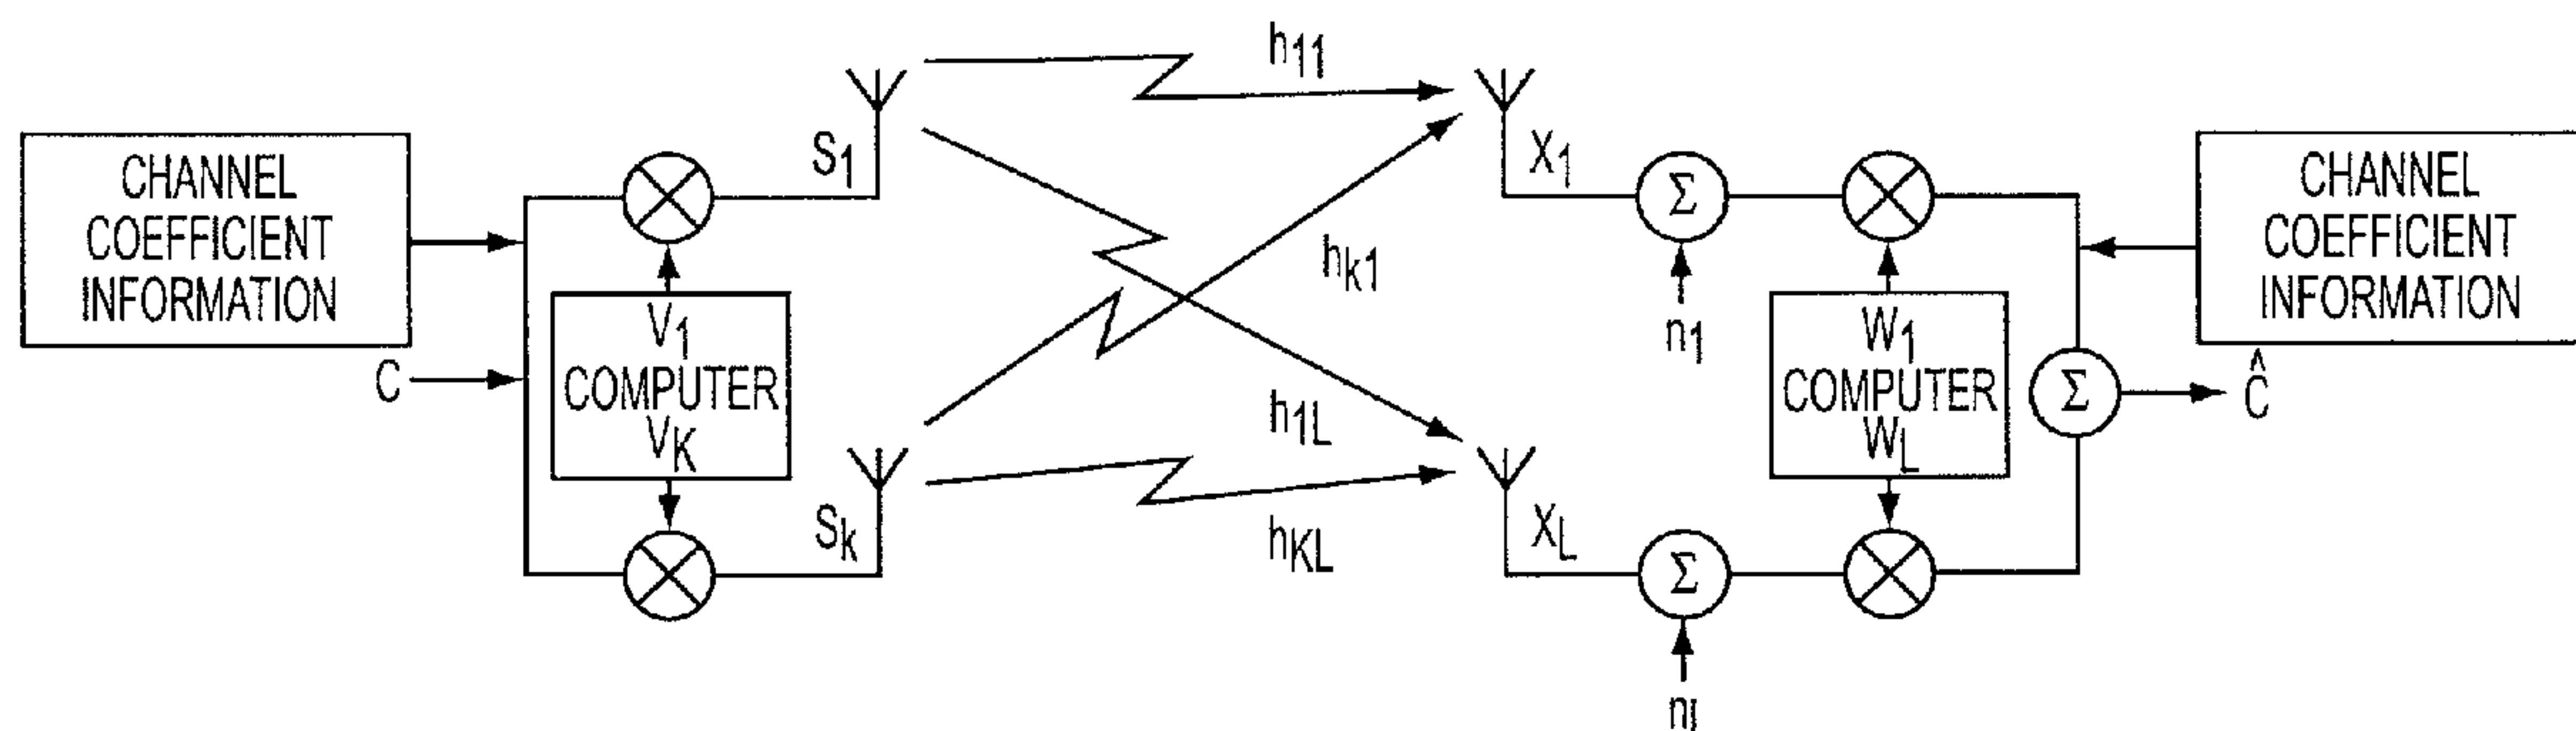 CHANNEL
COEFFICIENT
INFORMATION
C
V1
COMPUTER
VK
S1
Sk
h11
hk1
h1L
hKL
X1
XL
Σ
n1
Σ
W1
COMPUTER
WL
Σ
CHANNEL
COEFFICIENT
INFORMATION
Ĉ